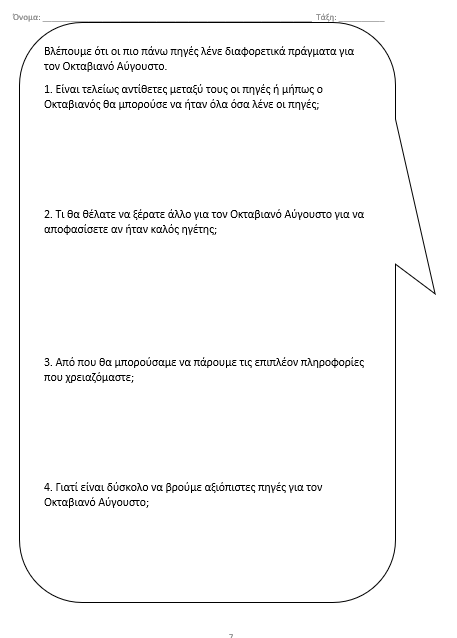 Όνομα: ______________________ Τάξη: __________
Βλέπουμε ότι οι πιο πάνω πηγές λένε διαφορετικά πράγματα για
τον Οκταβιανό Αύγουστο.
1. Είναι τελείως αντίθετες μεταξύ τους οι πηγές ή μήπως ο
Οκταβιανός θα μπορούσε να ήταν όλα όσα λένε οι πηγές;
2. Τι θα θέλατε να ξέρατε άλλο για τον Οκταβιανό Αύγουστο για να
αποφασίσετε αν ήταν καλός ηγέτης;
3. Από που θα μπορούσαμε να πάρουμε τις επιπλέον πληροφορίες
που χρειαζόμαστε;
4. Γιατί είναι δύσκολο να βρούμε αξιόπιστες πηγές για τον
Οκταβιανό Αύγουστο;
7